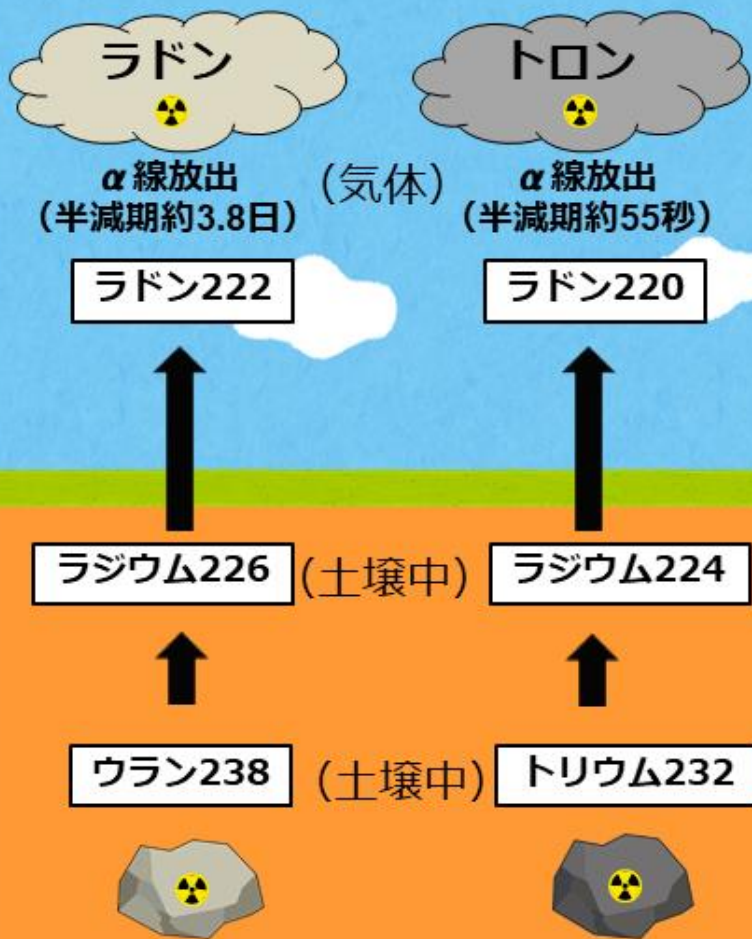 ラドン
トロン
α線放出
(半減期約3.8日)
(気体)
α線放出
(半減期約55秒)
ラドン222
ラドン220
ラジウム226
(土壌中)
ラジウム224
ウラン238
(土壌中)
トリウム232